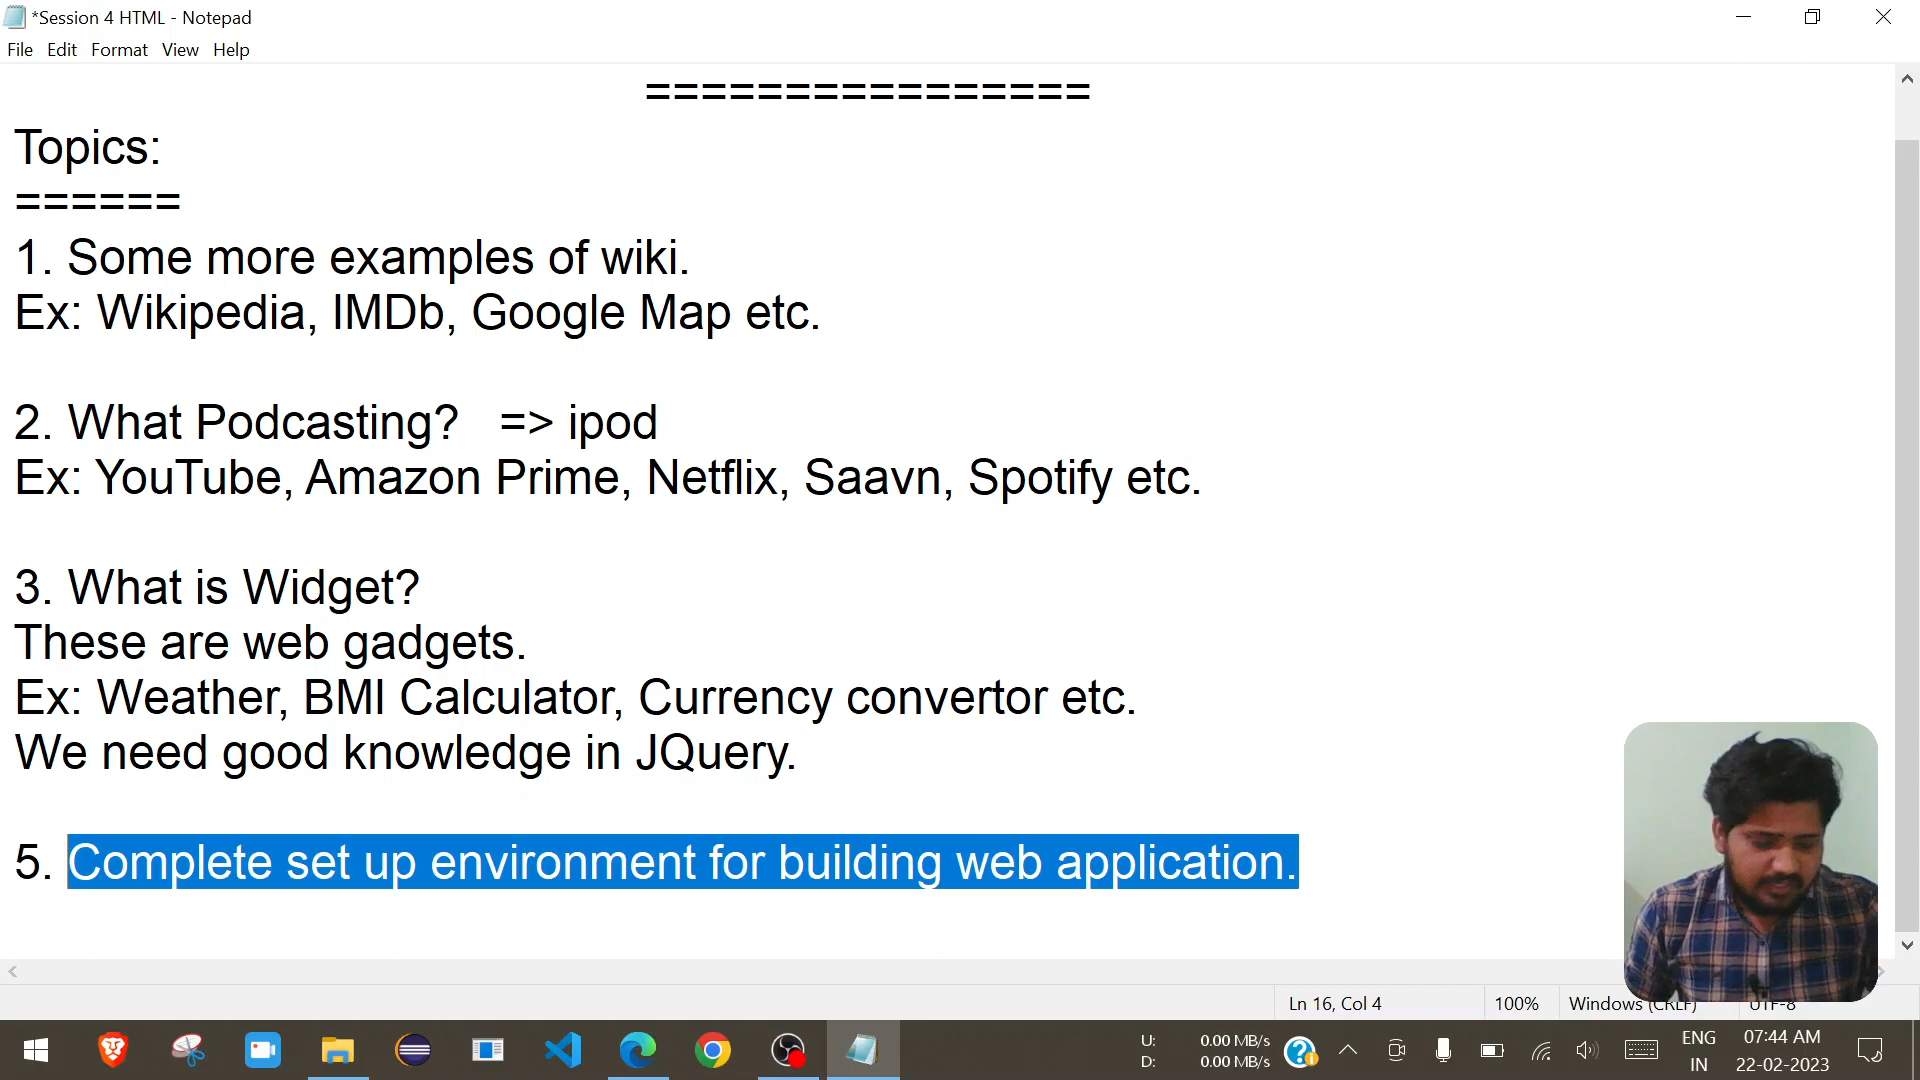 *Session 4 HTML - Notepad
File Edit Format View Help
================
Topics:
======
1. Some more examples of wiki.
Ex: Wikipedia, IMDb, Google Map etc.
2. What Podcasting? => ipod
Ex: YouTube, Amazon Prime, Netflix, Saavn, Spotify etc.
3. What is Widget?
These are web gadgets.
Ex: Weather, BMI Calculator, Currency convertor etc.
We need good knowledge in JQuery.
5. Complete set up environment for building web application.
Ln 16, Col 4 100% Windows (CRLF) UTF-8
U: 0.00 MB/s ENG 07:44 AM
D: 0.00 MB/s IN 22-02-2023